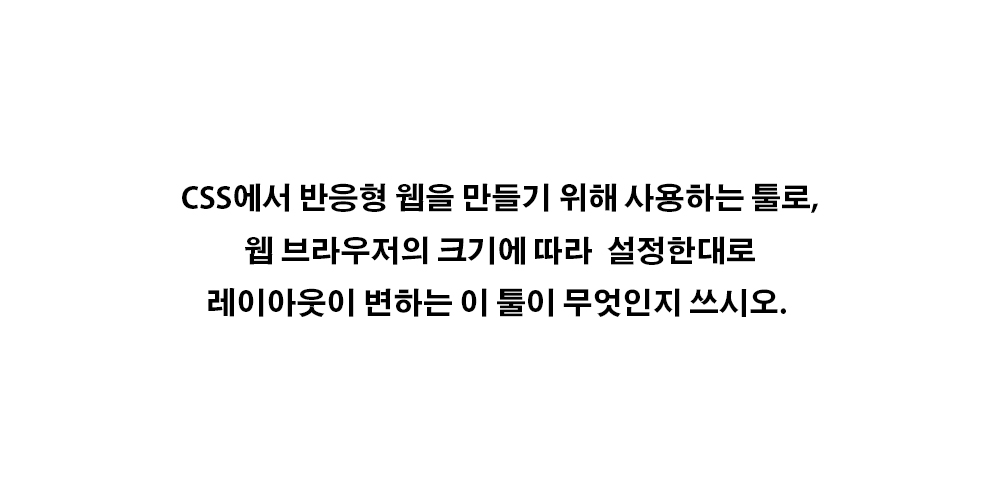 CSS에서 반응형 웹을 만들기 위해 사용하는 툴로,
웹 브라우저의 크기에 따라  설정한대로
레이아웃이 변하는 이 툴이 무엇인지 쓰시오.